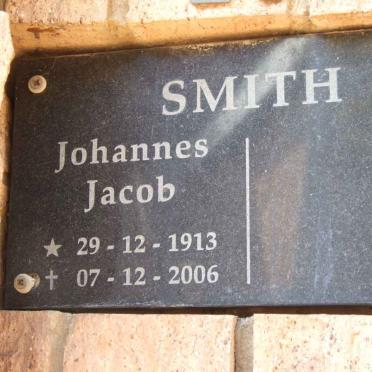 SMITH
Johannes
Jacob
★ 29 - 12 - 1913
✝ 07 - 12 - 2006